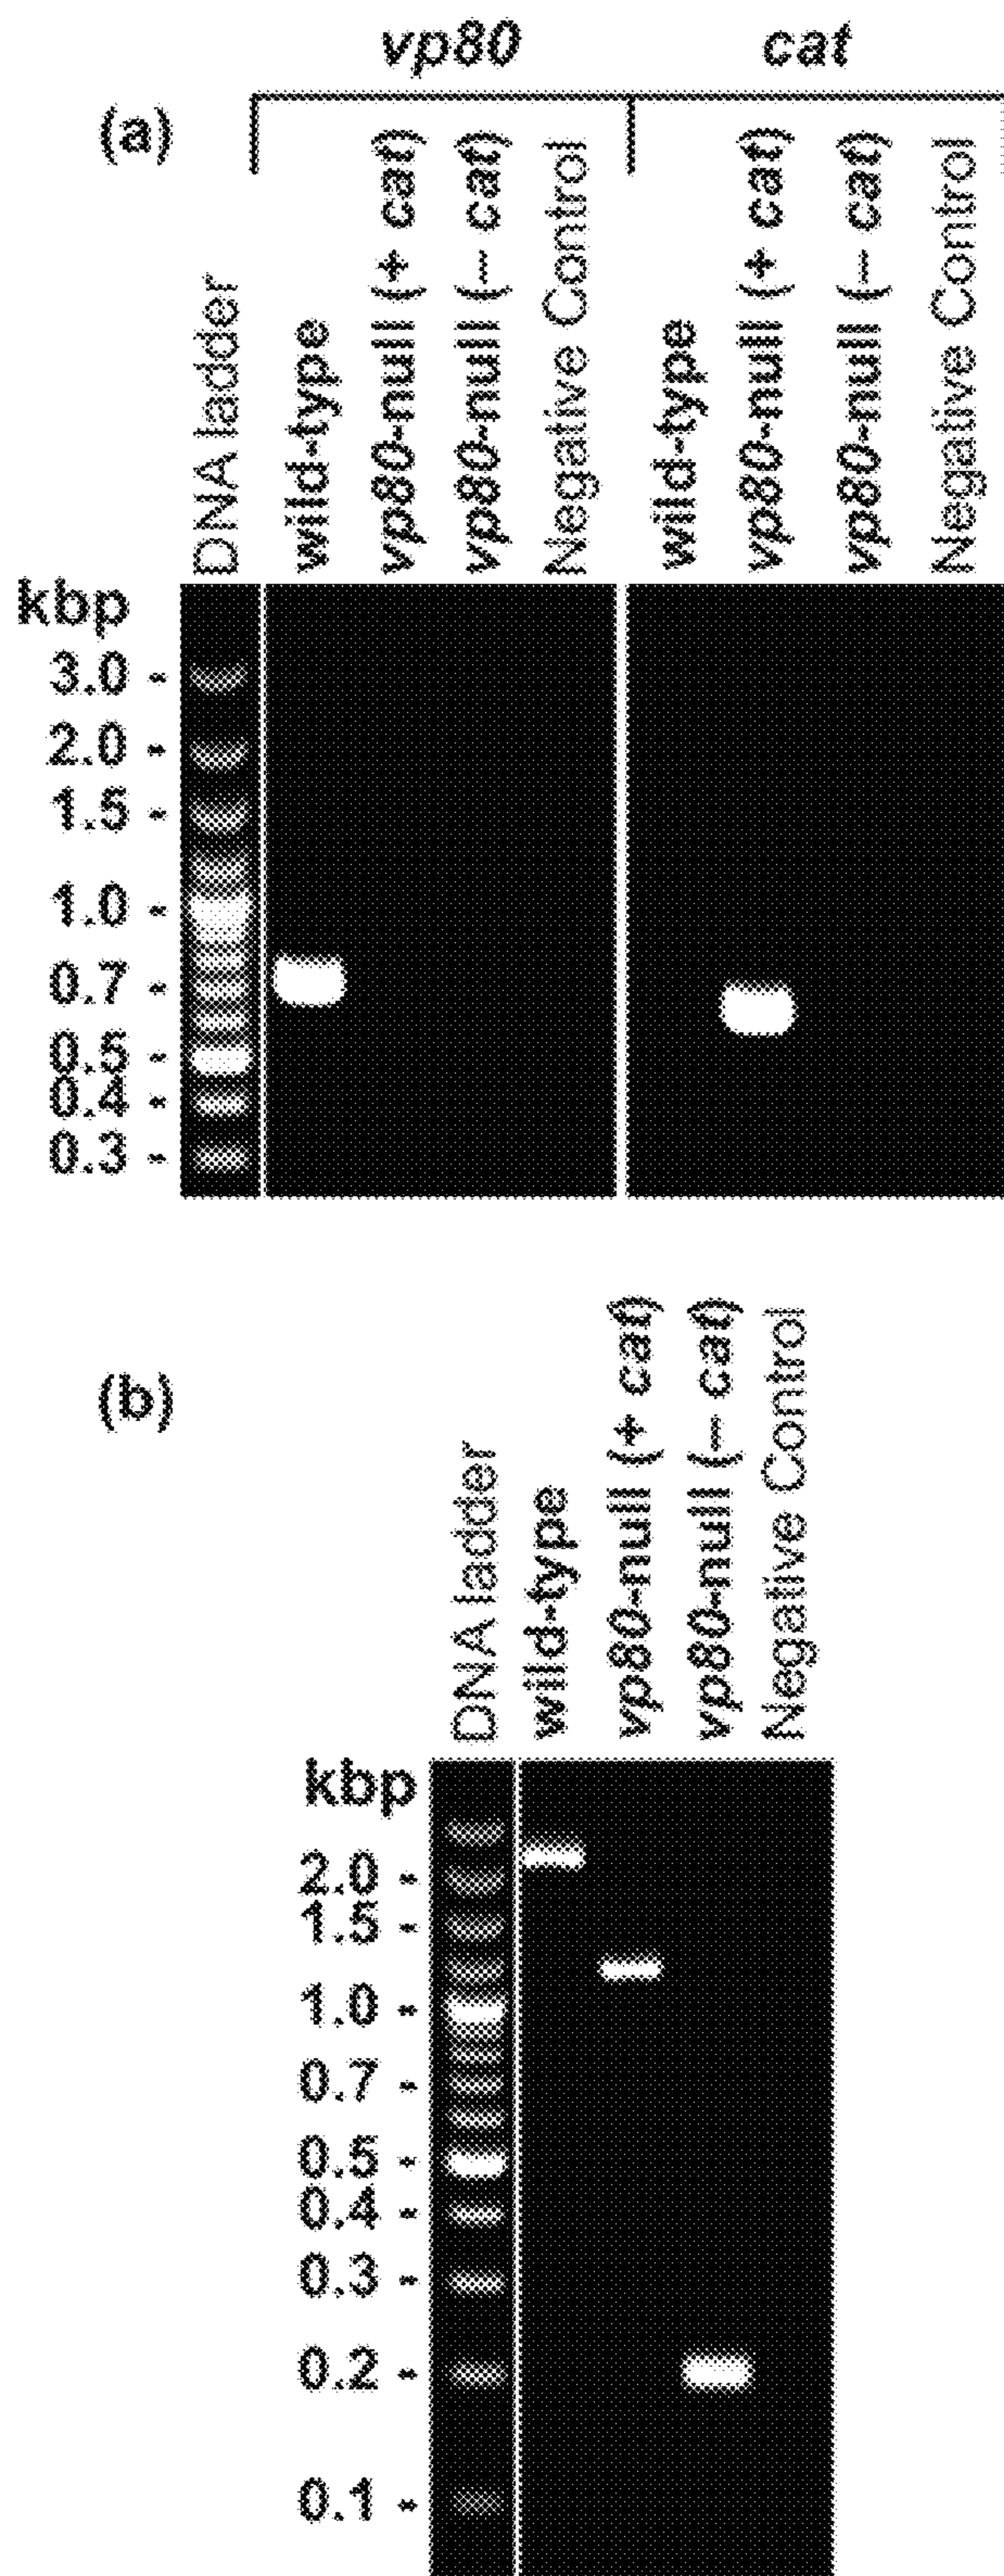 vp80 cat
(a)
DNA ladder
wild-type
vp80-null (+ cat)
vp80-null (– cat)
Negative Control
wild-type
vp80-null (+ cat)
vp80-null (– cat)
Negative Control
kbp
3.0 -
2.0 -
1.5 -
1.0 -
0.7 -
0.5 -
0.4 -
0.3 -
(b)
DNA ladder
wild-type
vp80-null (+ cat)
vp80-null (– cat)
Negative Control
kbp
2.0 -
1.5 -
1.0 -
0.7 -
0.5 -
0.4 -
0.3 -
0.2 -
0.1 -